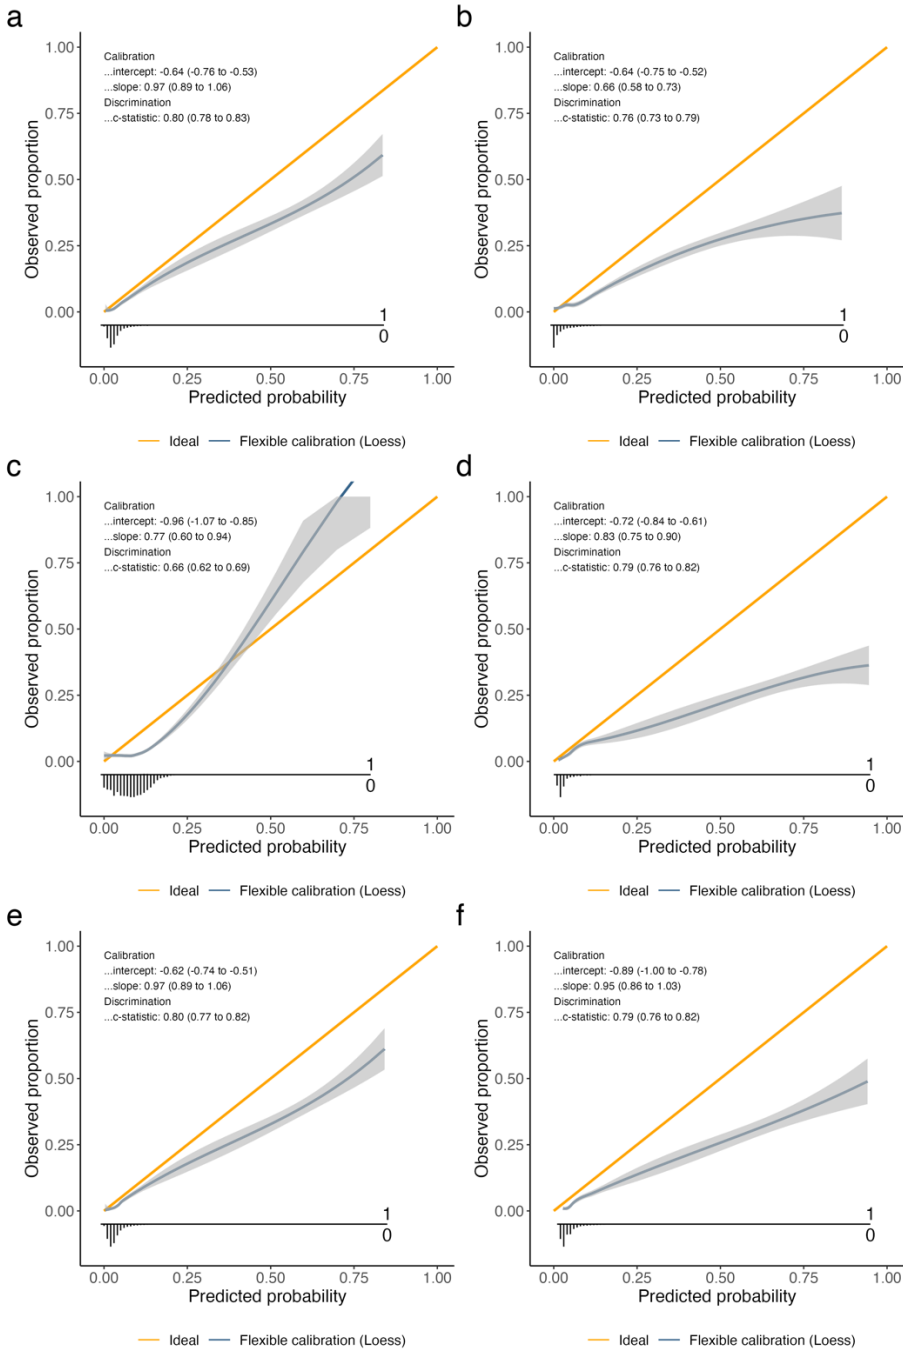 a
Calibration
...intercept: -0.64 (-0.76 to -0.53)
...slope: 0.97 (0.89 to 1.06)
Discrimination
...c-statistic: 0.80 (0.78 to 0.83)
1.00
0.75
0.50
0.25
0.00
Observed proportion
1
0
0.00 0.25 0.50 0.75 1.00
Predicted probability
Ideal Flexible calibration (Loess)
b
Calibration
...intercept: -0.64 (-0.75 to -0.52)
...slope: 0.66 (0.58 to 0.73)
Discrimination
...c-statistic: 0.76 (0.73 to 0.79)
1.00
0.75
0.50
0.25
0.00
Observed proportion
1
0
0.00 0.25 0.50 0.75 1.00
Predicted probability
Ideal Flexible calibration (Loess)
c
Calibration
...intercept: -0.96 (-1.07 to -0.85)
...slope: 0.77 (0.60 to 0.94)
Discrimination
...c-statistic: 0.66 (0.62 to 0.69)
1.00
0.75
0.50
0.25
0.00
Observed proportion
1
0
0.00 0.25 0.50 0.75 1.00
Predicted probability
Ideal Flexible calibration (Loess)
d
Calibration
...intercept: -0.72 (-0.84 to -0.61)
...slope: 0.83 (0.75 to 0.90)
Discrimination
...c-statistic: 0.79 (0.76 to 0.82)
1.00
0.75
0.50
0.25
0.00
Observed proportion
1
0
0.00 0.25 0.50 0.75 1.00
Predicted probability
Ideal Flexible calibration (Loess)
e
Calibration
...intercept: -0.62 (-0.74 to -0.51)
...slope: 0.97 (0.89 to 1.06)
Discrimination
...c-statistic: 0.80 (0.77 to 0.82)
1.00
0.75
0.50
0.25
0.00
Observed proportion
1
0
0.00 0.25 0.50 0.75 1.00
Predicted probability
Ideal Flexible calibration (Loess)
f
Calibration
...intercept: -0.89 (-1.00 to -0.78)
...slope: 0.95 (0.86 to 1.03)
Discrimination
...c-statistic: 0.79 (0.76 to 0.82)
1.00
0.75
0.50
0.25
0.00
Observed proportion
1
0
0.00 0.25 0.50 0.75 1.00
Predicted probability
Ideal Flexible calibration (Loess)